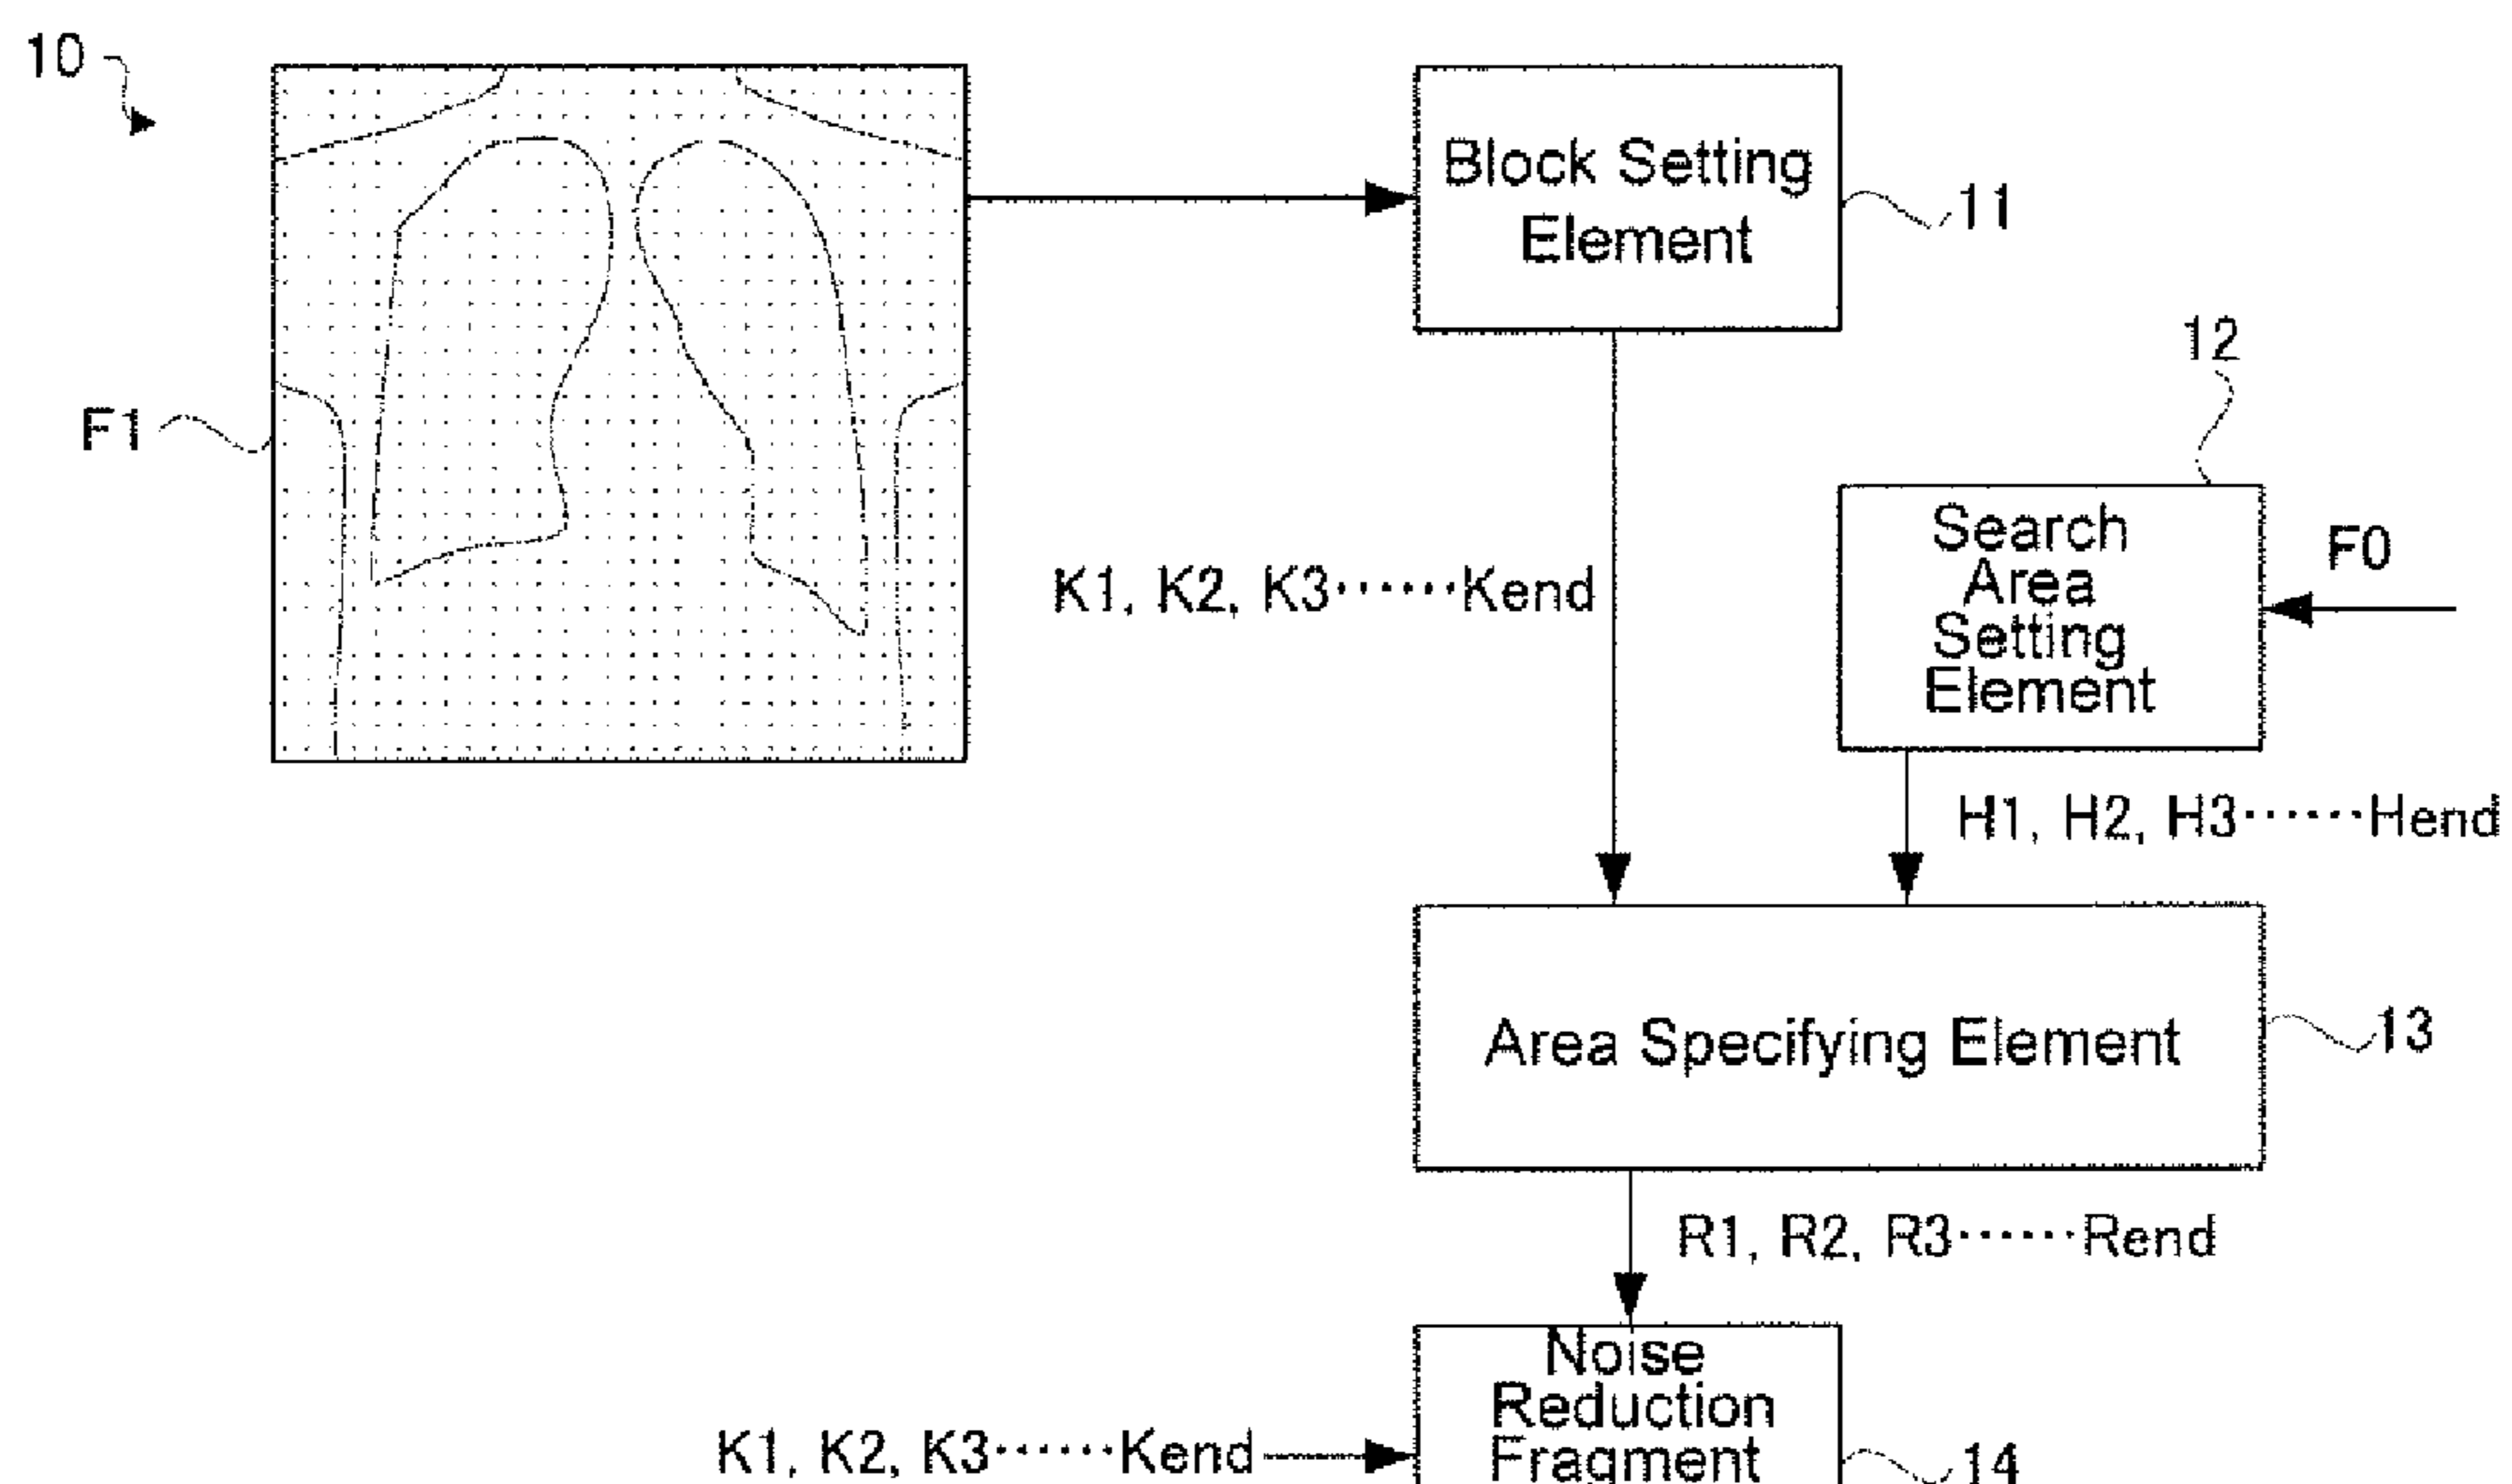 10
F1
Block Setting
Element
11
12
Search
Area
Setting
Element
F0
K1, K2, K3······Kend
H1, H2, H3······Hend
Area Specifying Element
13
R1, R2, R3······Rend
Noise
Reduction
Fragment
K1, K2, K3······Kend
14